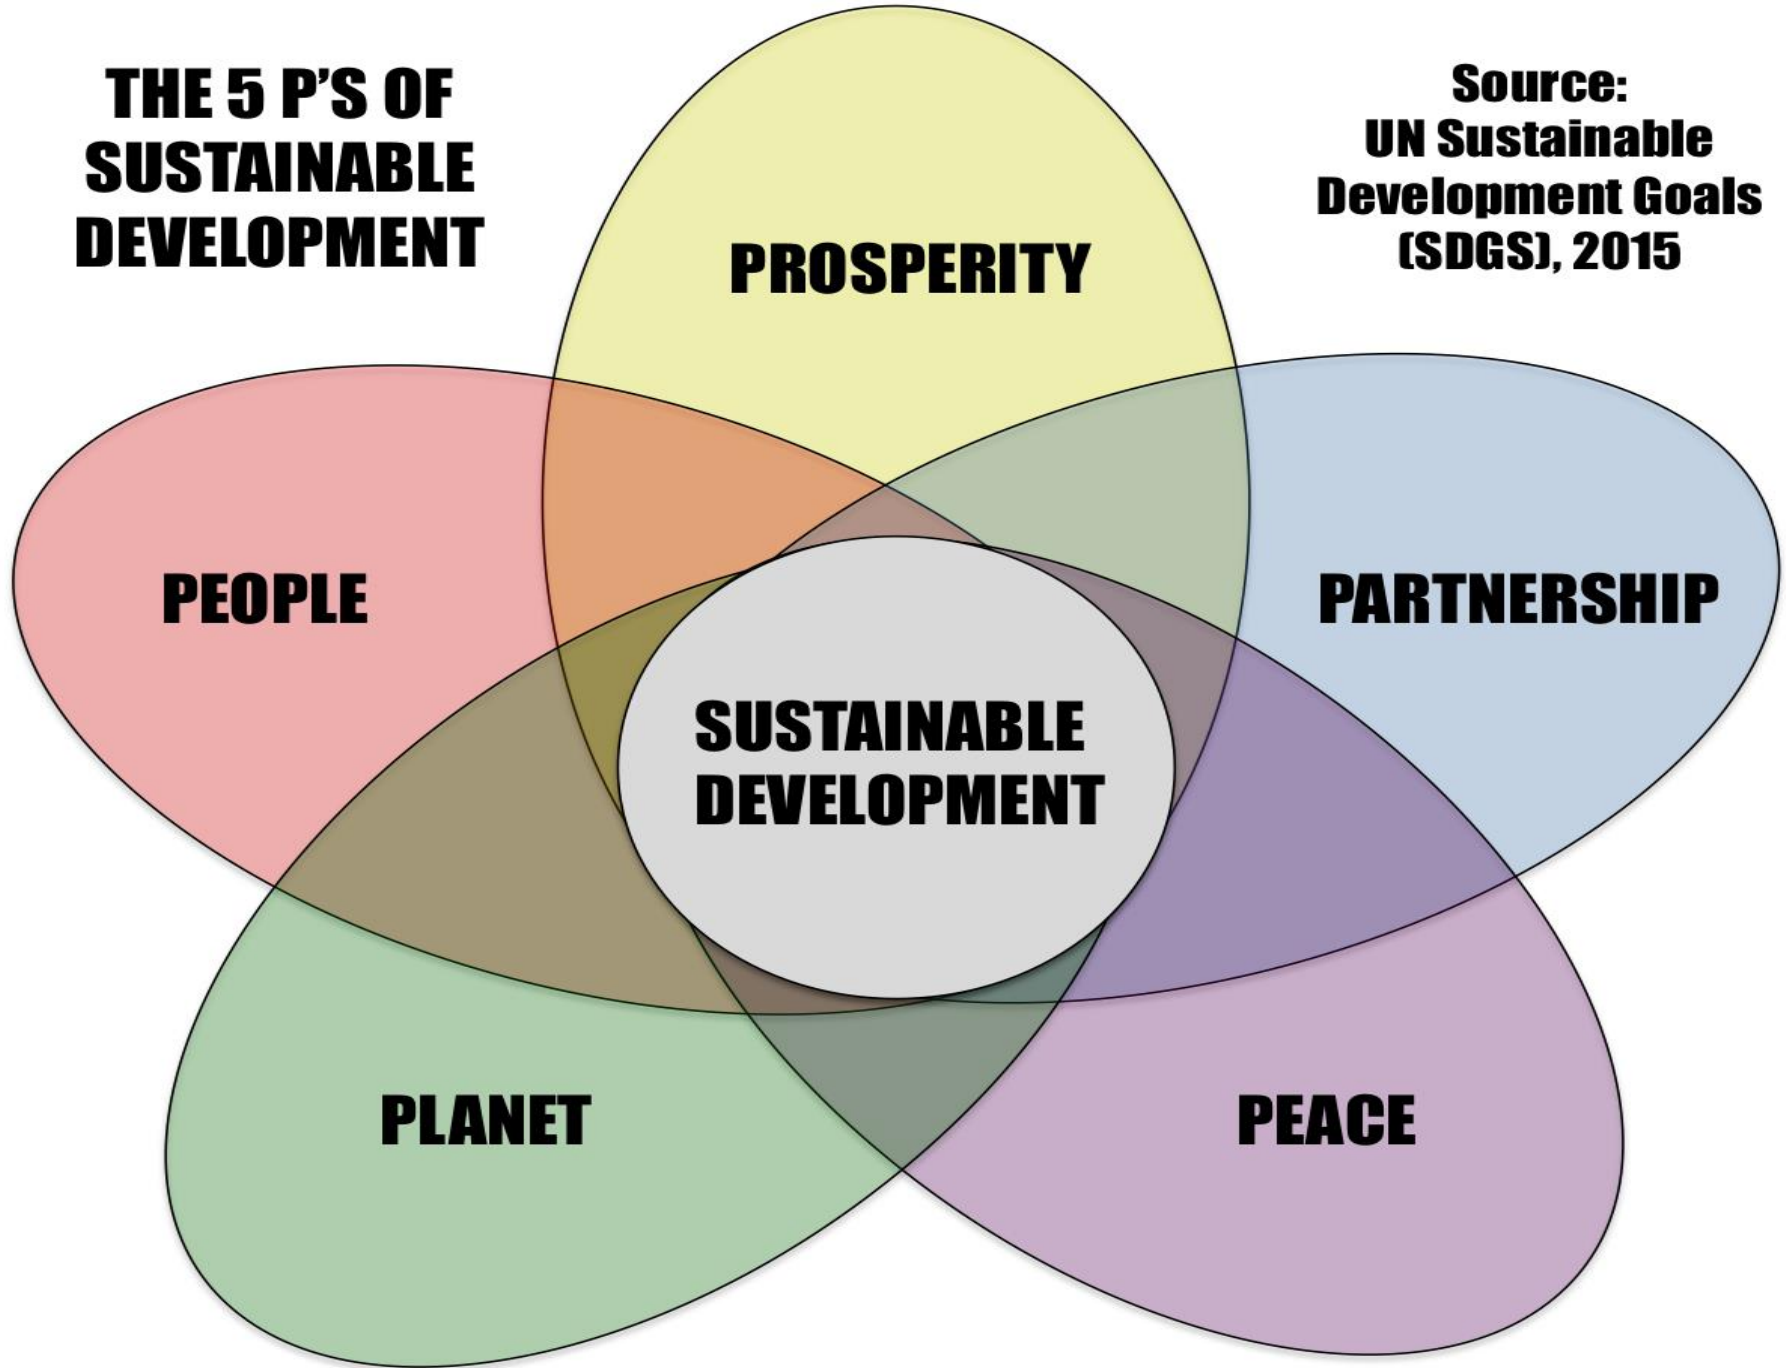 THE 5 P’S OF
SUSTAINABLE
DEVELOPMENT
Source:
UN Sustainable
Development Goals
(SDGS), 2015
PROSPERITY
PEOPLE
PARTNERSHIP
SUSTAINABLE
DEVELOPMENT
PLANET
PEACE